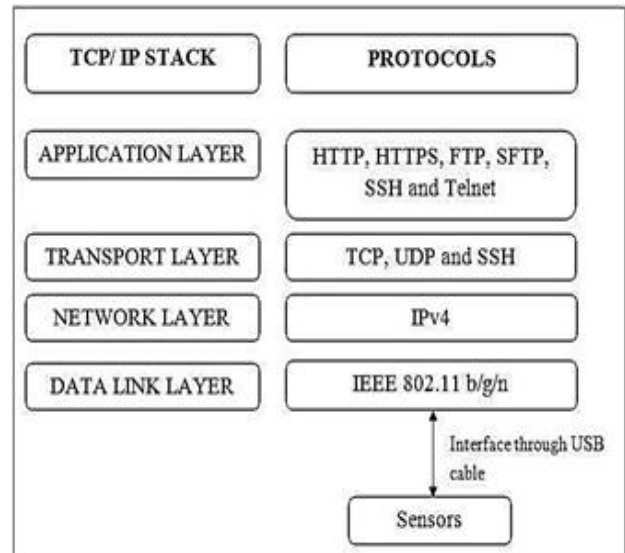 TCP/ IP STACK
PROTOCOLS
APPLICATION LAYER
HTTP, HTTPS, FTP, SFTP,
SSH and Telnet
TRANSPORT LAYER
TCP, UDP and SSH
NETWORK LAYER
IPv4
DATA LINK LAYER
IEEE 802.11 b/g/n
Interface through USB
cable
Sensors